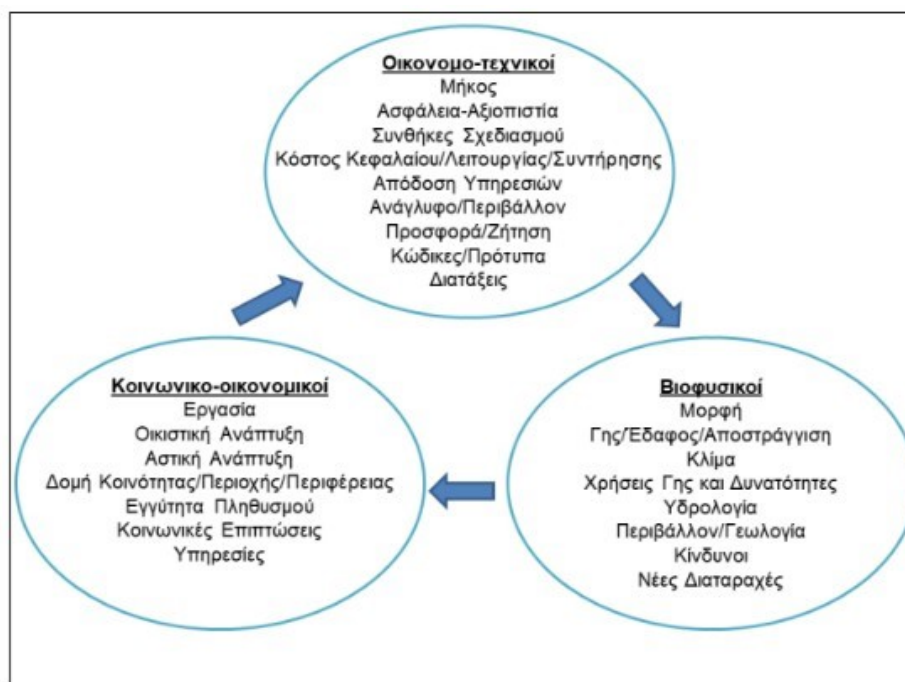 Οικονομο-τεχνικοί
Μήκος
Ασφάλεια-Αξιοπιστία
Συνθήκες Σχεδιασμού
Κόστος Κεφαλαίου/Λειτουργίας/Συντήρησης
Απόδοση Υπηρεσιών
Ανάγλυφο/Περιβάλλον
Προσφορά/Ζήτηση
Κώδικες/Πρότυπα
Διατάξεις
Κοινωνικο-οικονομικοί
Εργασία
Οικιστική Ανάπτυξη
Αστική Ανάπτυξη
Δομή Κοινότητας/Περιοχής/Περιφέρειας
Εγγύτητα Πληθυσμού
Κοινωνικές Επιπτώσεις
Υπηρεσίες
Βιοφυσικοί
Μορφή
Γης/Έδαφος/Αποστράγγιση
Κλίμα
Χρήσεις Γης και Δυνατότητες
Υδρολογία
Περιβάλλον/Γεωλογία
Κίνδυνοι
Νέες Διαταραχές